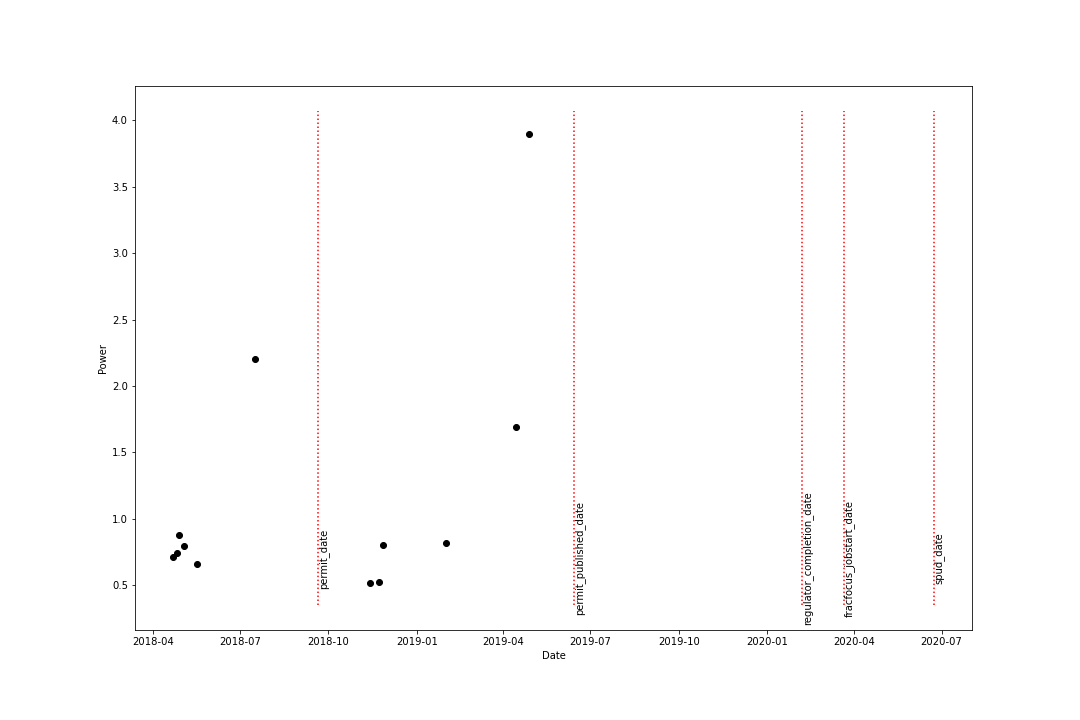 4.0
3.5
3.0
2.5
2.0
1.5
1.0
0.5
Power
permit_date
permit_published_date
regulator_completion_date
fracfocus_jobstart_date
spud_date
2018-04
2018-07
2018-10
2019-01
2019-04
2019-07
2019-10
2020-01
2020-04
2020-07
Date